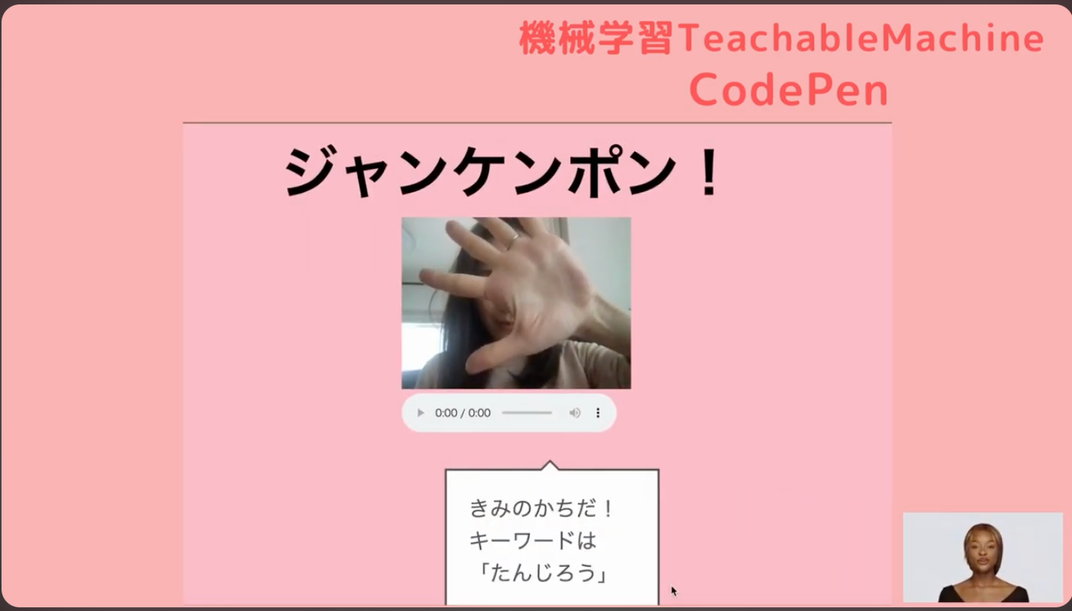 機械学習TeachableMachine
CodePen
ジャンケンポン！
0:00 / 0:00
きみのかちだ！
キーワードは
「たんじろう」